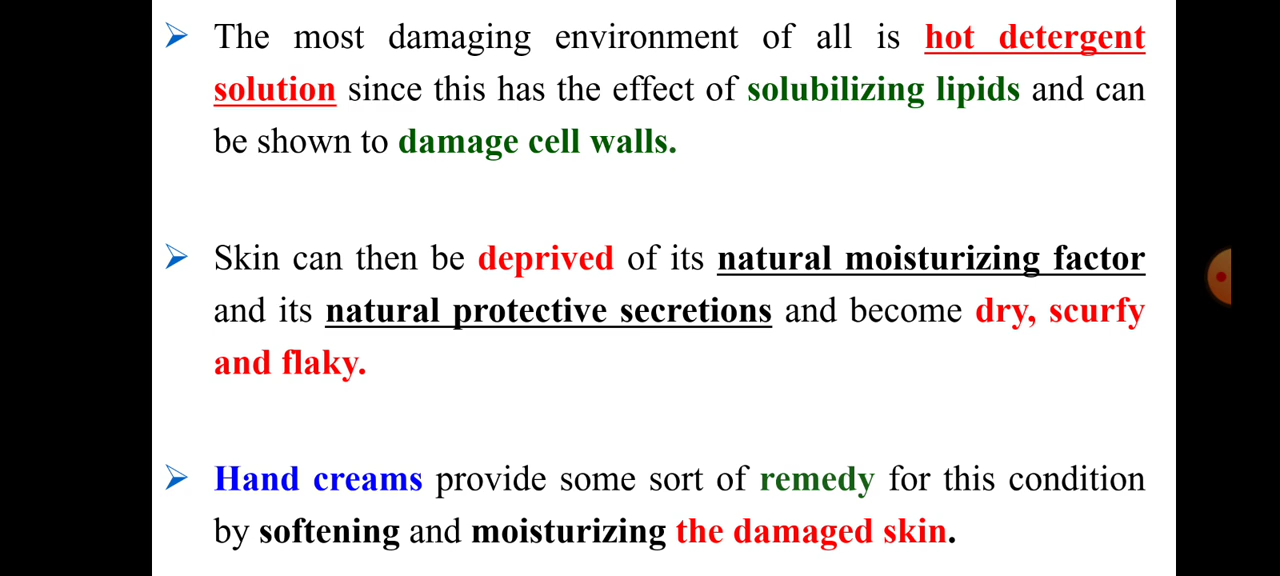 The most damaging environment of all is hot detergent
solution since this has the effect of solubilizing lipids and can
be shown to damage cell walls.
Skin can then be deprived of its natural moisturizing factor
and its natural protective secretions and become dry, scurfy
and flaky.
Hand creams provide some sort of remedy for this condition
by softening and moisturizing the damaged skin.